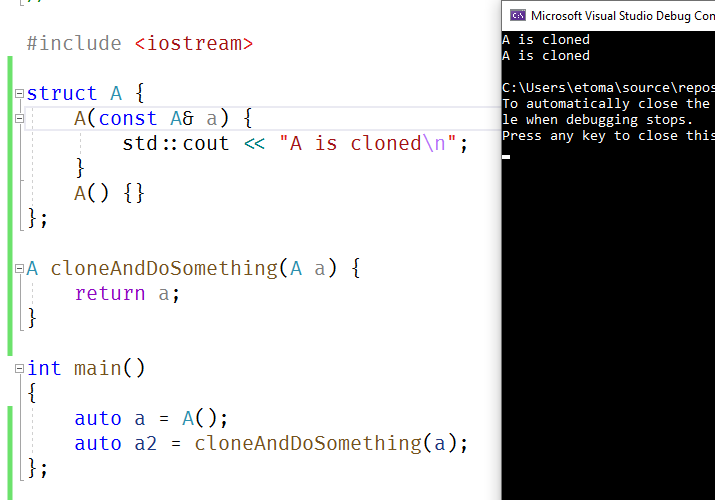 //
#include <iostream>
struct A {
A(const A& a) {
std::cout << "A is cloned\n";
}
A() {}
};
A cloneAndDoSomething(A a) {
return a;
}
int main()
{
auto a = A();
auto a2 = cloneAndDoSomething(a);
};
Microsoft Visual Studio Debug Con
A is cloned
A is cloned
C:\Users\etoma\source\repos
To automatically close the
le when debugging stops.
Press any key to close this